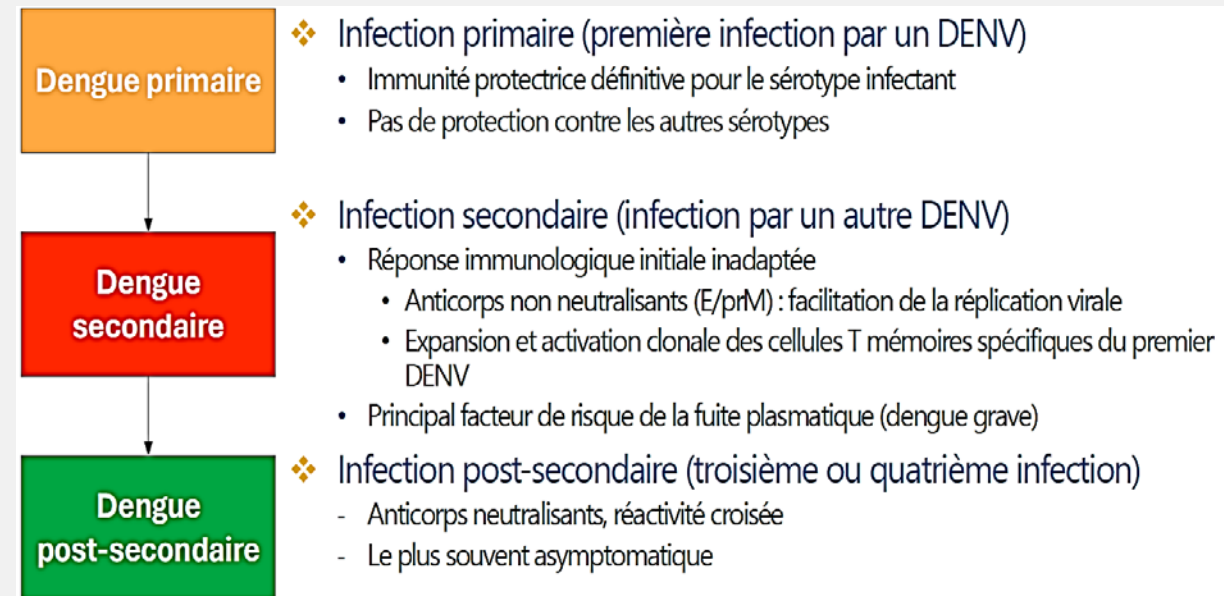 Dengue primaire
❖ Infection primaire (première infection par un DENV)
• Immunité protectrice définitive pour le sérotype infectant
• Pas de protection contre les autres sérotypes
Dengue
secondaire
❖ Infection secondaire (infection par un autre DENV)
• Réponse immunologique initiale inadaptée
• Anticorps non neutralisants (E/prM) : facilitation de la réplication virale
• Expansion et activation clonale des cellules T mémoires spécifiques du premier
DENV
• Principal facteur de risque de la fuite plasmatique (dengue grave)
Dengue
post-secondaire
❖ Infection post-secondaire (troisième ou quatrième infection)
- Anticorps neutralisants, réactivité croisée
- Le plus souvent asymptomatique